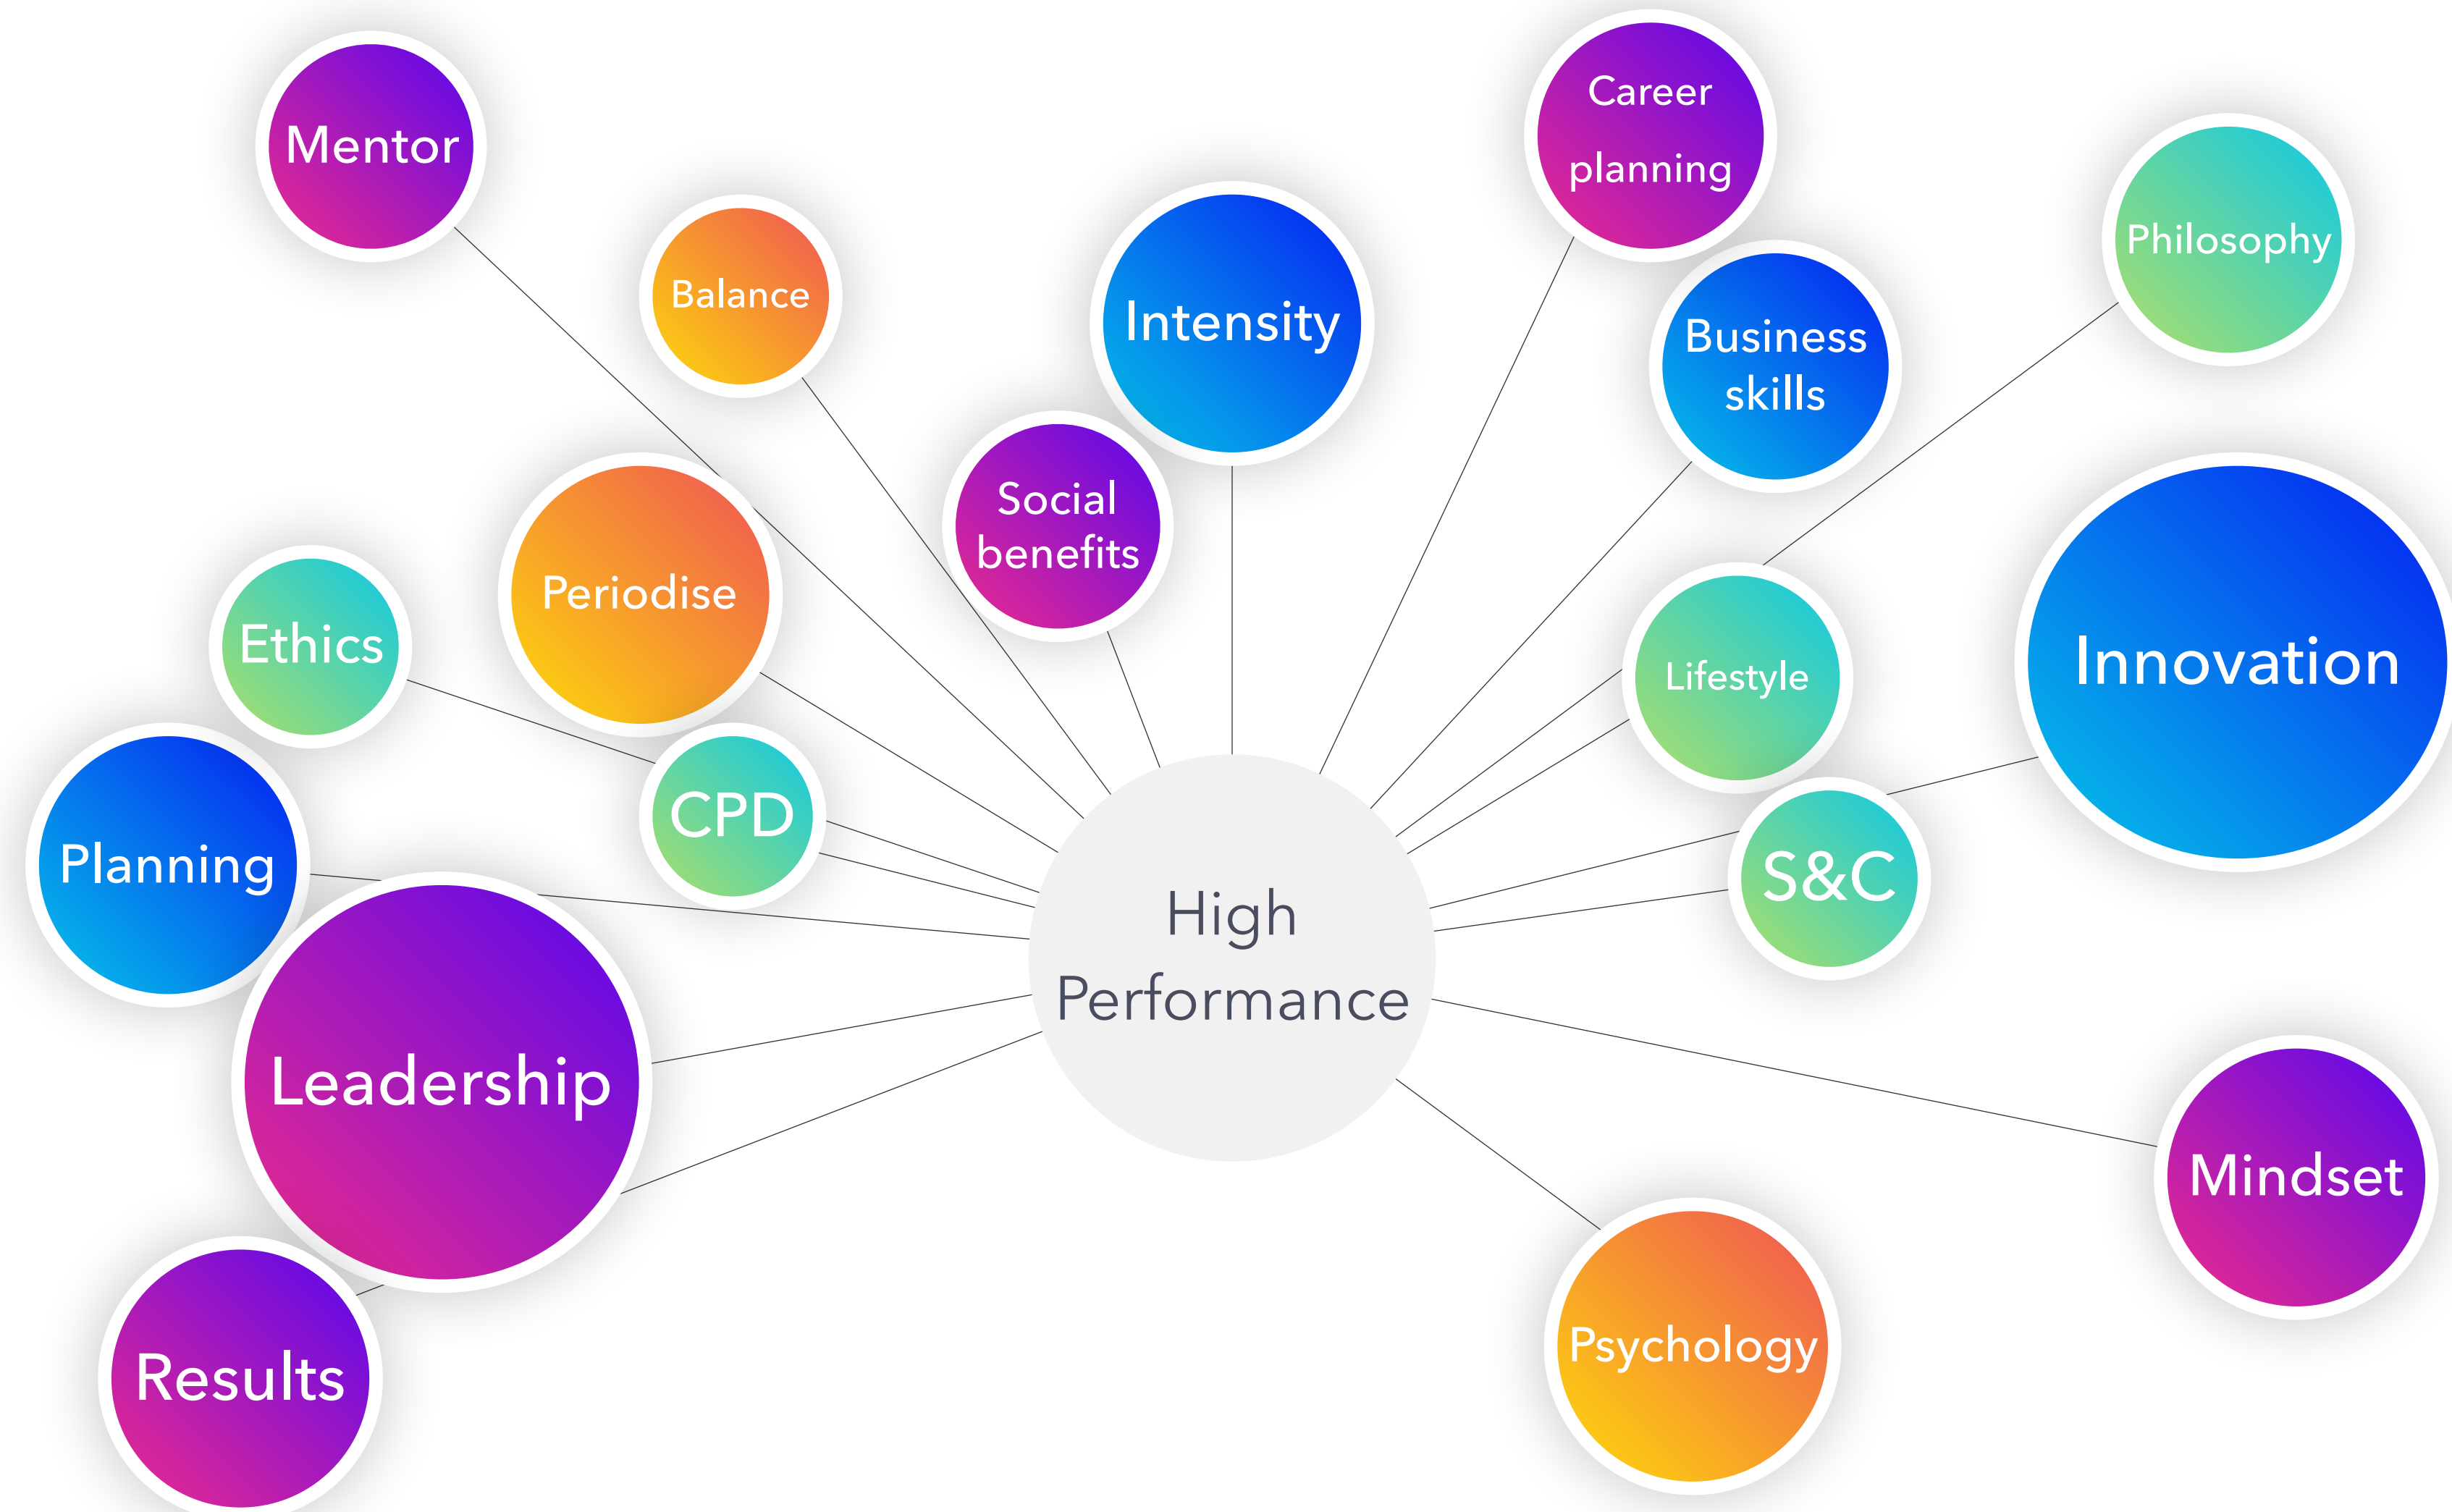 Mentor
Career
planning
Philosophy
Balance
Intensity
Business
skills
Social
benefits
Periodise
Ethics
Lifestyle
Innovation
CPD
Planning
S&C
High
Performance
Leadership
Mindset
Psychology
Results